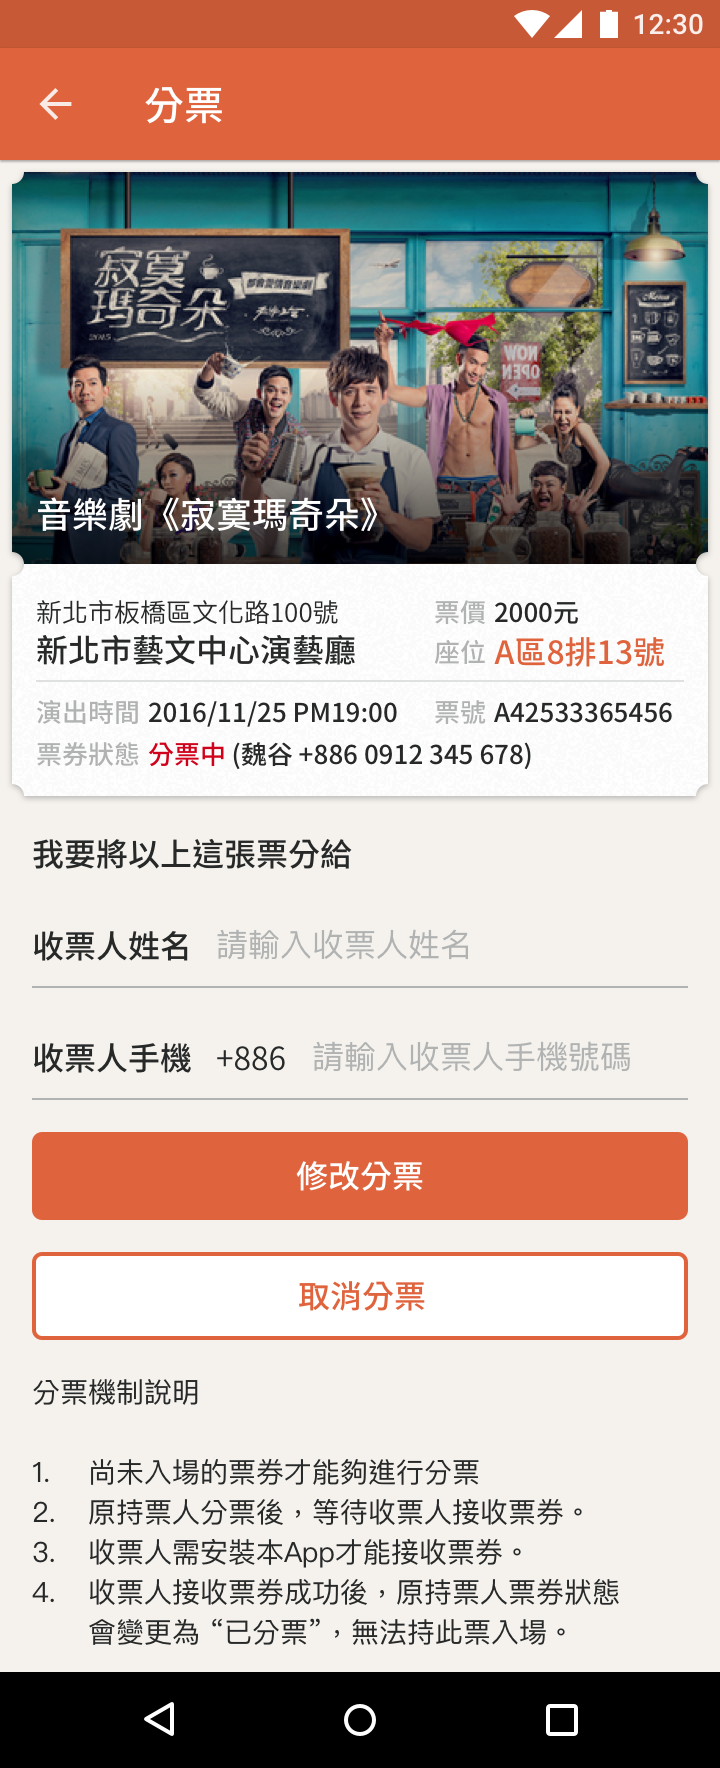 12:30
分票
寂寞
瑪奇朵
都會愛情音樂劇
2015
Menu
NOW
OPEN
音樂劇《寂寞瑪奇朵》
新北市板橋區文化路100號
票價 2000元
新北市藝文中心演藝廳
座位 A區8排13號
演出時間 2016/11/25 PM19:00
票號 A42533365456
票券狀態 分票中 (魏谷 +886 0912 345 678)
我要將以上這張票分給
收票人姓名 請輸入收票人姓名
收票人手機 +886 請輸入收票人手機號碼
修改分票
取消分票
分票機制說明
1. 尚未入場的票券才能夠進行分票
2. 原持票人分票後，等待收票人接收票券。
3. 收票人需安裝本App才能接收票券。
4. 收票人接收票券成功後，原持票人票券狀態
會變更為 “已分票”，無法持此票入場。